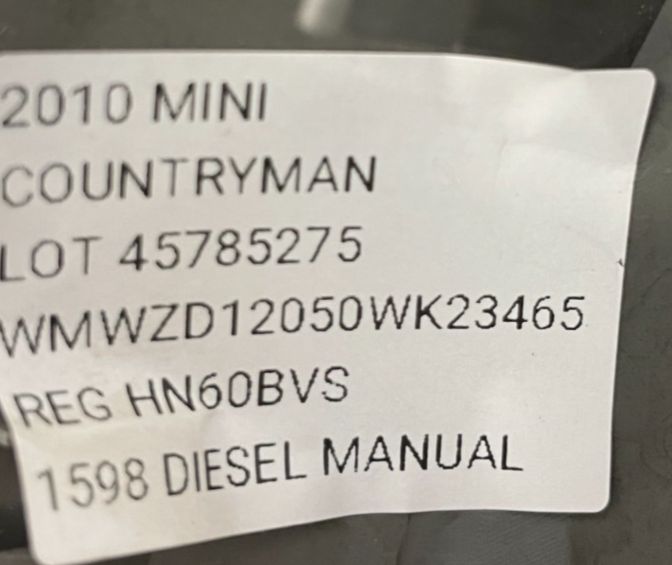 2010 MINI
COUNTRYMAN
LOT 45785275
WMWZD12050WK23465
REG HN60BVS
1598 DIESEL MANUAL